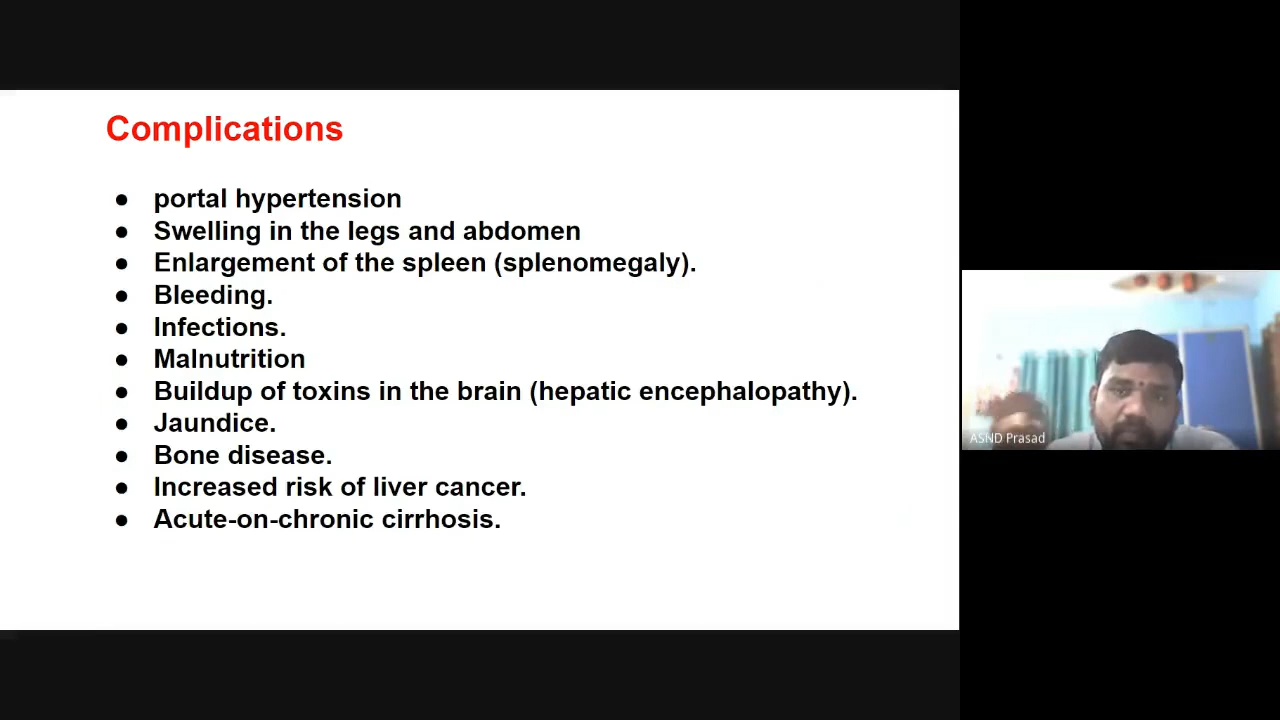 Complications
● portal hypertension
● Swelling in the legs and abdomen
● Enlargement of the spleen (splenomegaly).
● Bleeding.
● Infections.
● Malnutrition
● Buildup of toxins in the brain (hepatic encephalopathy).
● Jaundice.
● Bone disease.
● Increased risk of liver cancer.
● Acute-on-chronic cirrhosis.
ASND Prasad